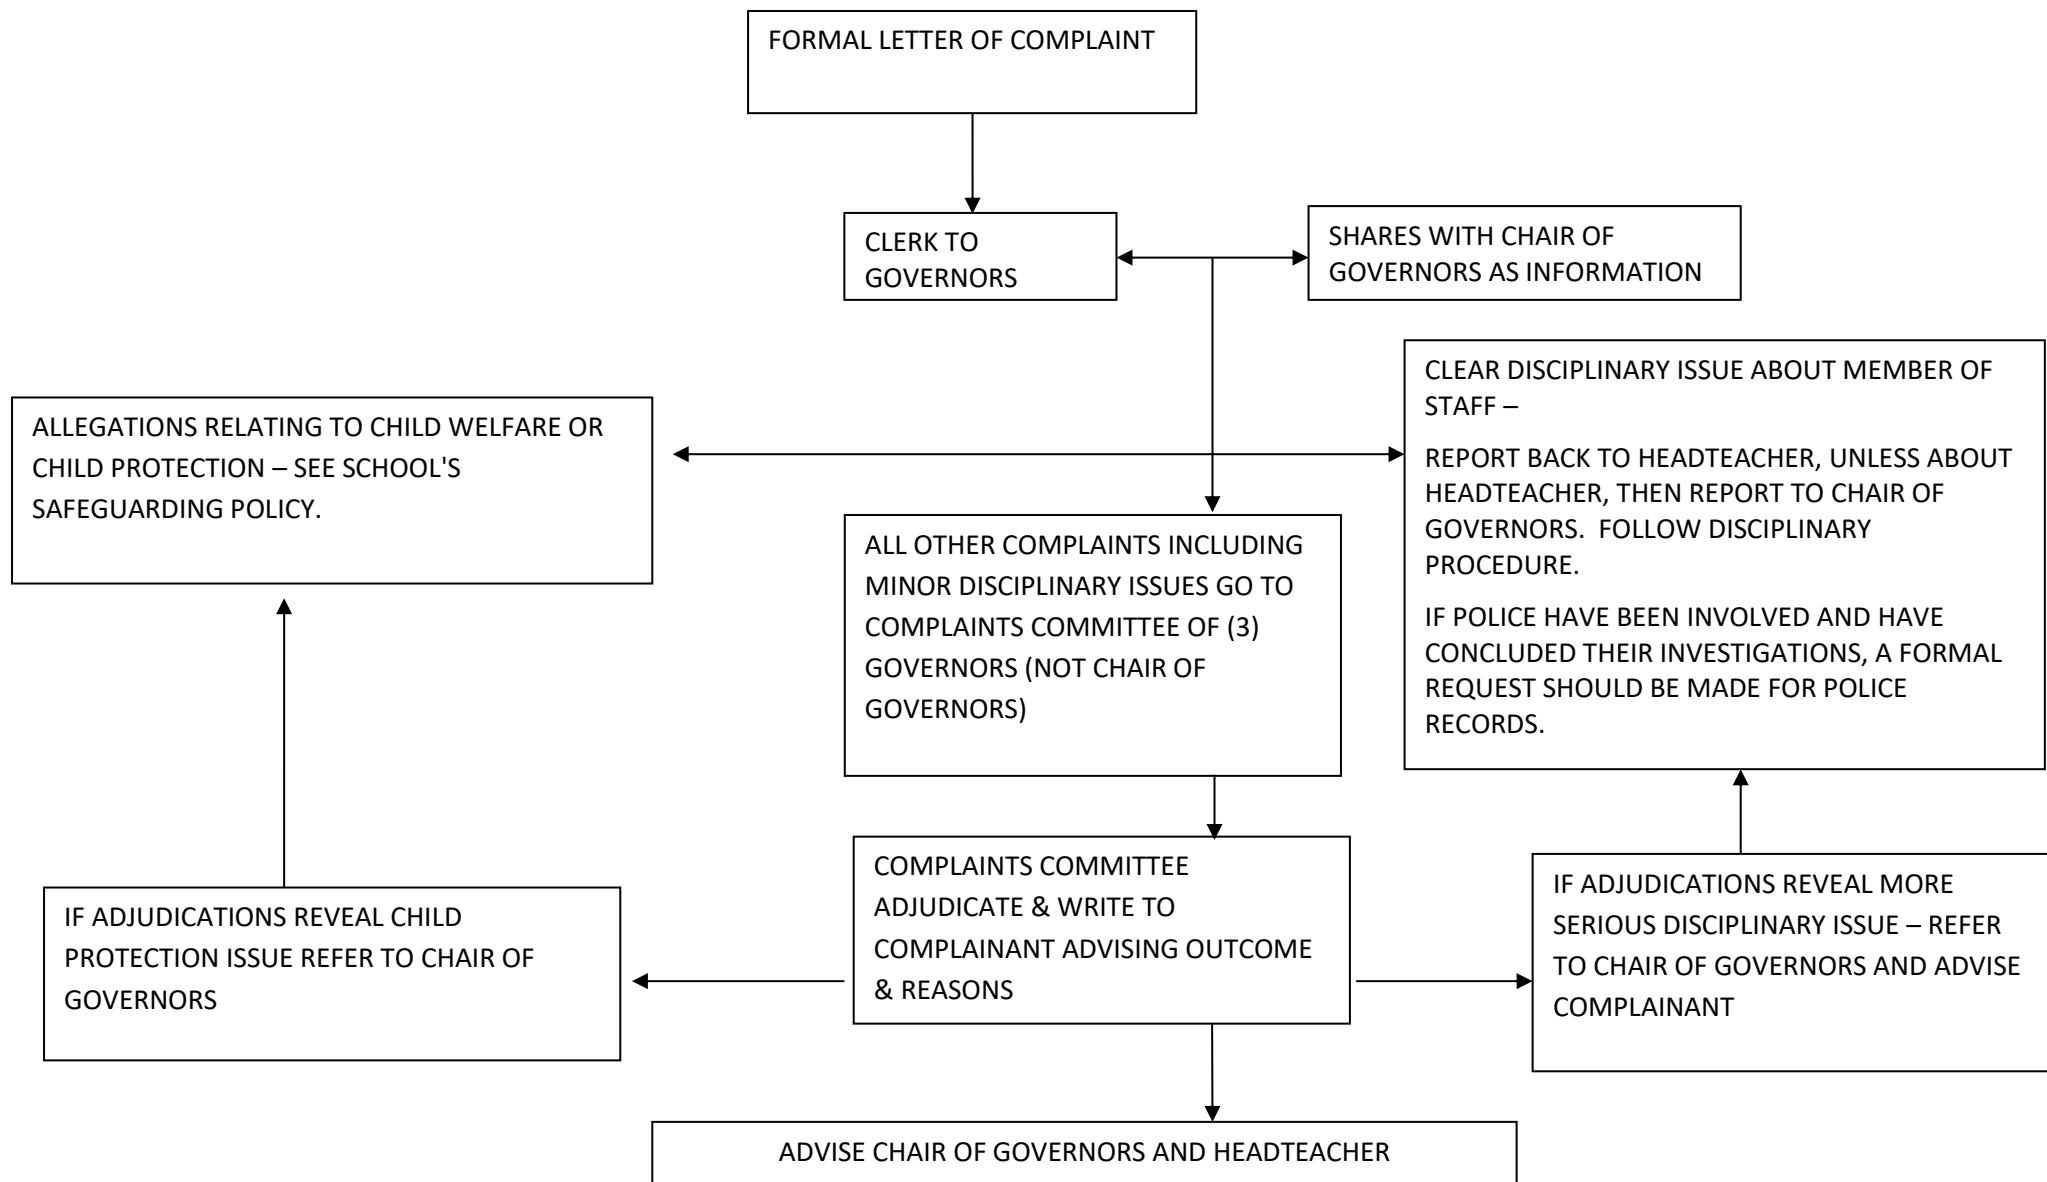 FORMAL LETTER OF COMPLAINT
CLERK TO
GOVERNORS
SHARES WITH CHAIR OF
GOVERNORS AS INFORMATION
ALLEGATIONS RELATING TO CHILD WELFARE OR
CHILD PROTECTION – SEE SCHOOL'S
SAFEGUARDING POLICY.
CLEAR DISCIPLINARY ISSUE ABOUT MEMBER OF
STAFF –
REPORT BACK TO HEADTEACHER, UNLESS ABOUT
HEADTEACHER, THEN REPORT TO CHAIR OF
GOVERNORS.  FOLLOW DISCIPLINARY
PROCEDURE.
IF POLICE HAVE BEEN INVOLVED AND HAVE
CONCLUDED THEIR INVESTIGATIONS, A FORMAL
REQUEST SHOULD BE MADE FOR POLICE
RECORDS.
ALL OTHER COMPLAINTS INCLUDING
MINOR DISCIPLINARY ISSUES GO TO
COMPLAINTS COMMITTEE OF (3)
GOVERNORS (NOT CHAIR OF
GOVERNORS)
IF ADJUDICATIONS REVEAL CHILD
PROTECTION ISSUE REFER TO CHAIR OF
GOVERNORS
COMPLAINTS COMMITTEE
ADJUDICATE & WRITE TO
COMPLAINANT ADVISING OUTCOME
& REASONS
IF ADJUDICATIONS REVEAL MORE
SERIOUS DISCIPLINARY ISSUE – REFER
TO CHAIR OF GOVERNORS AND ADVISE
COMPLAINANT
ADVISE CHAIR OF GOVERNORS AND HEADTEACHER